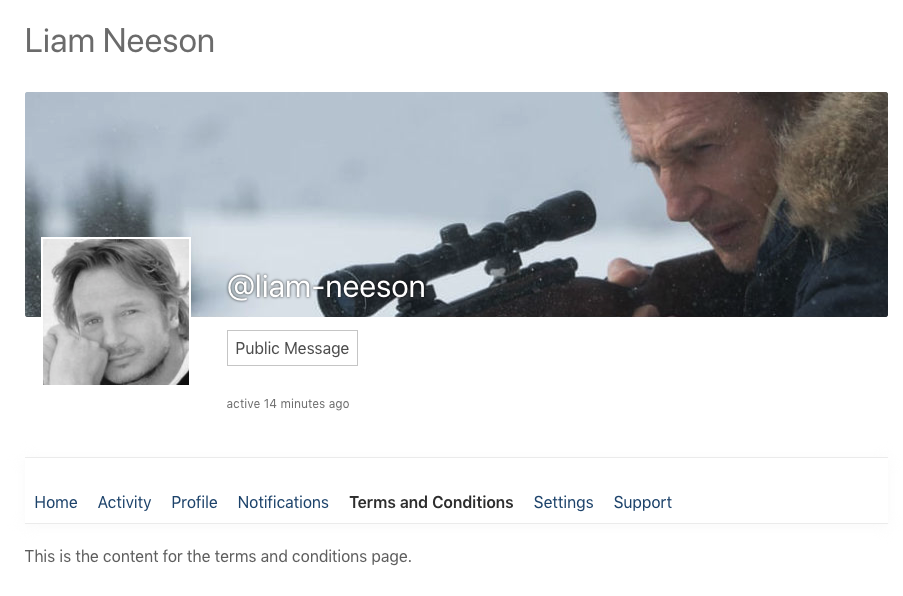 Liam Neeson
@liam-neeson
Public Message
active 14 minutes ago
Home Activity Profile Notifications Terms and Conditions Settings Support
This is the content for the terms and conditions page.